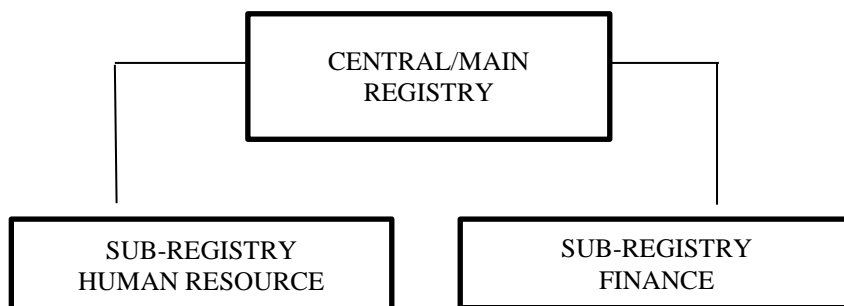 CENTRAL/MAIN
REGISTRY
SUB-REGISTRY
HUMAN RESOURCE
SUB-REGISTRY
FINANCE